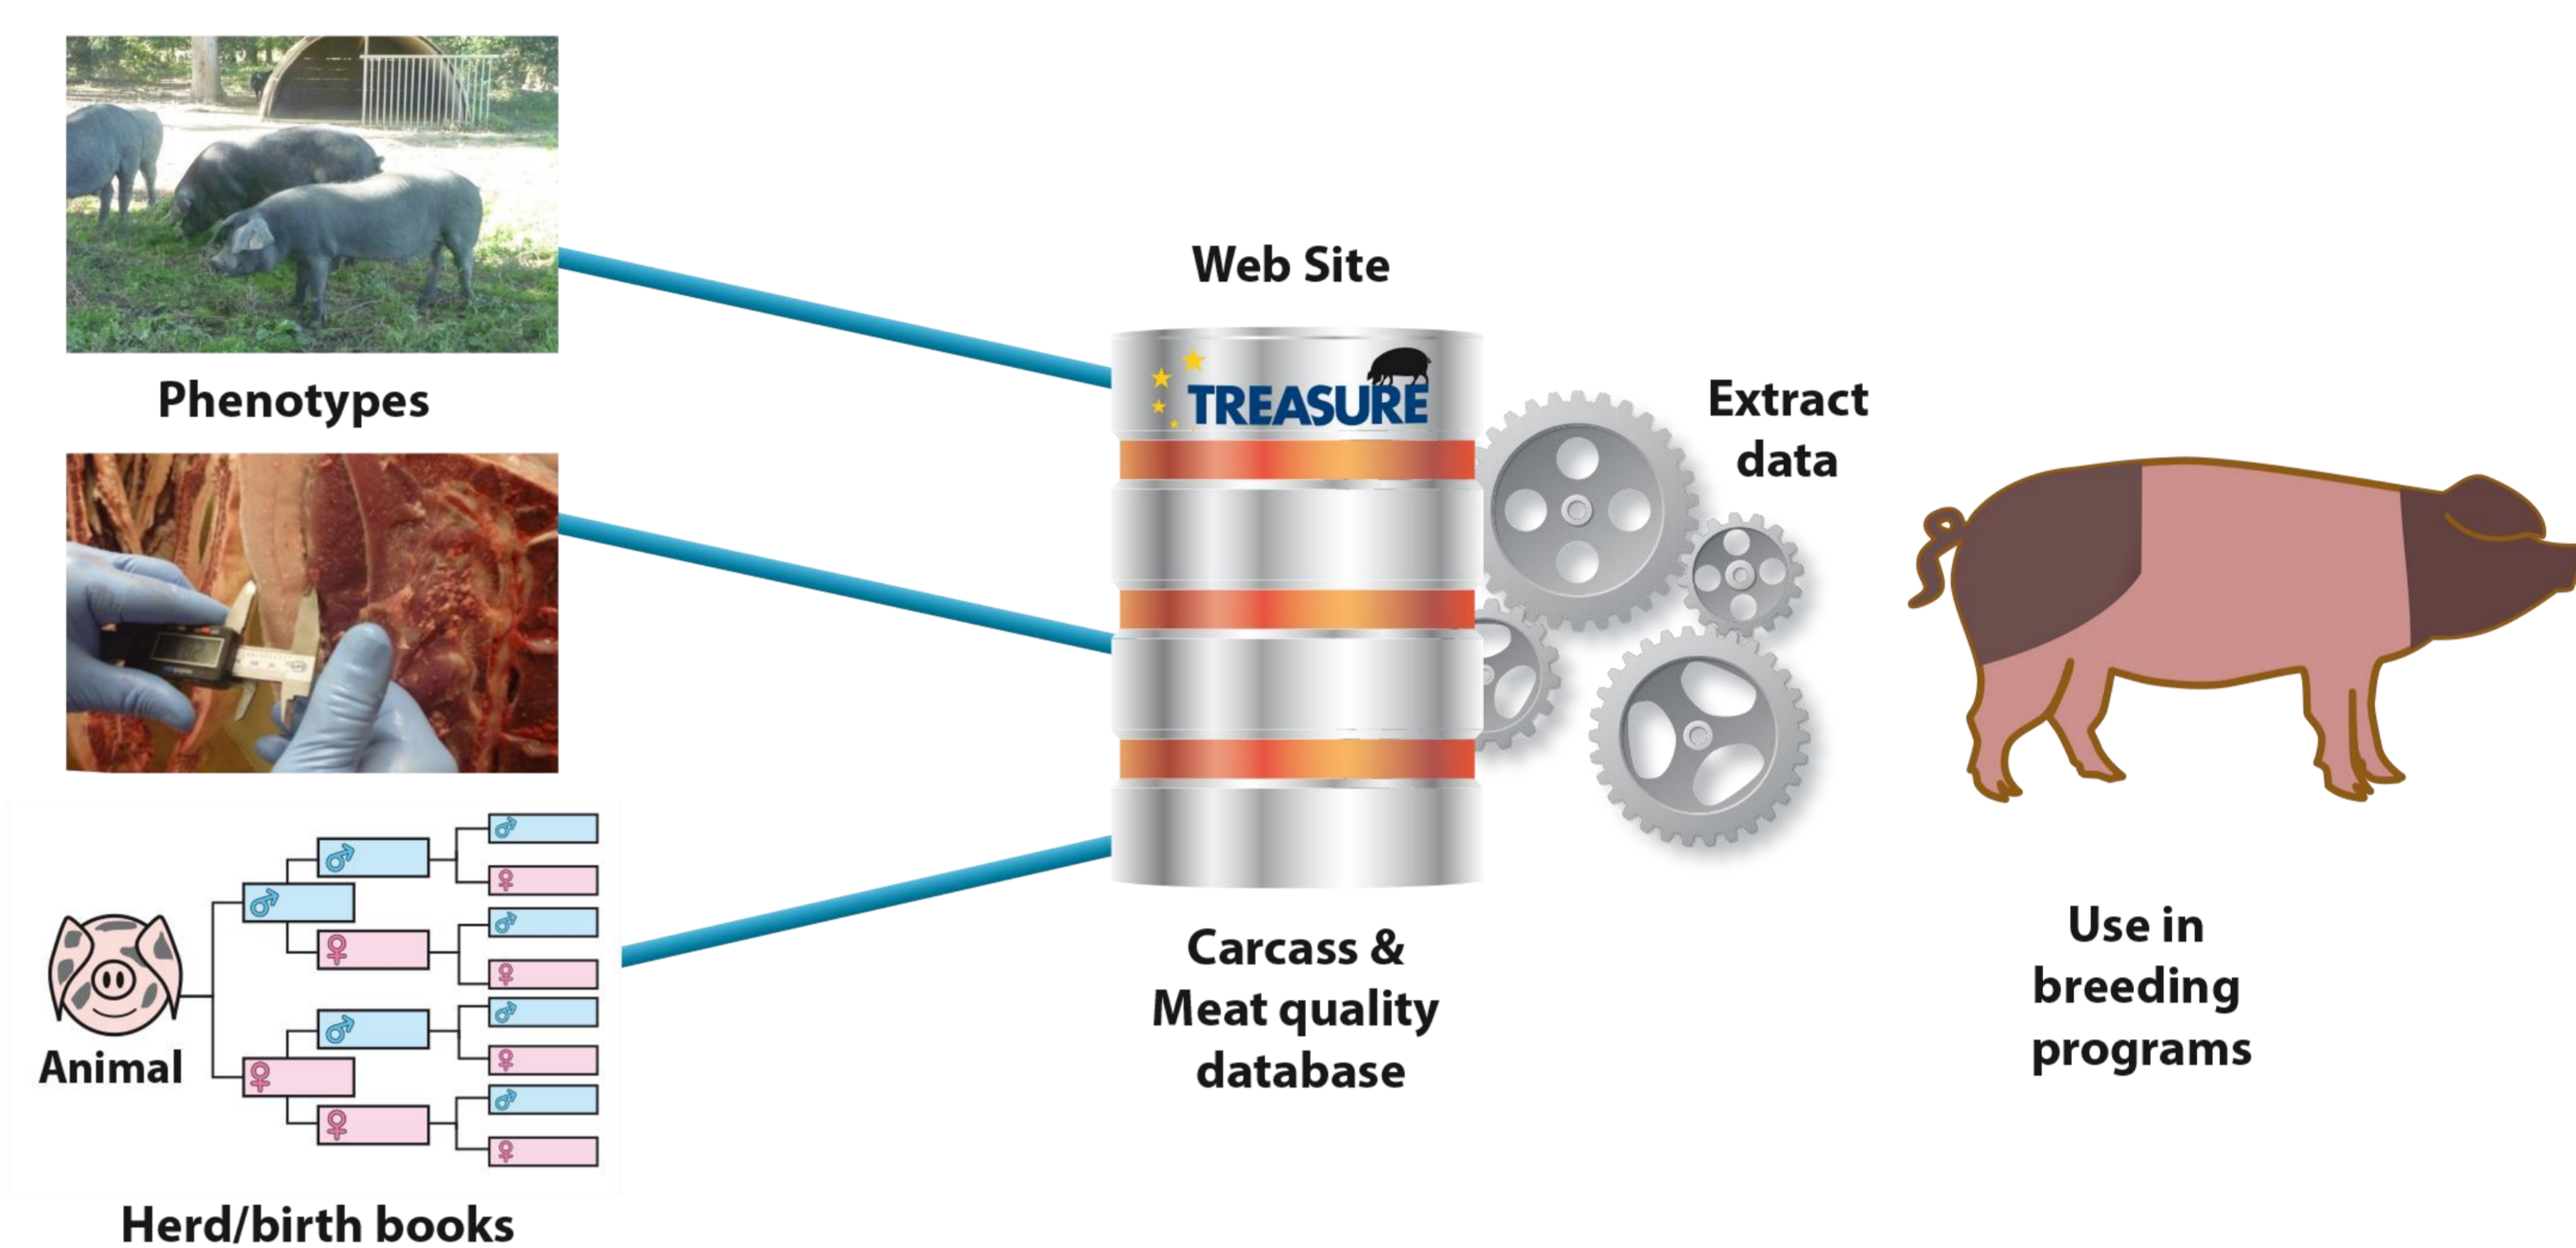 Phenotypes
Animal
Herd/birth books
Web Site
TREASURE
Carcass &
Meat quality
database
Extract
data
Use in
breeding
programs